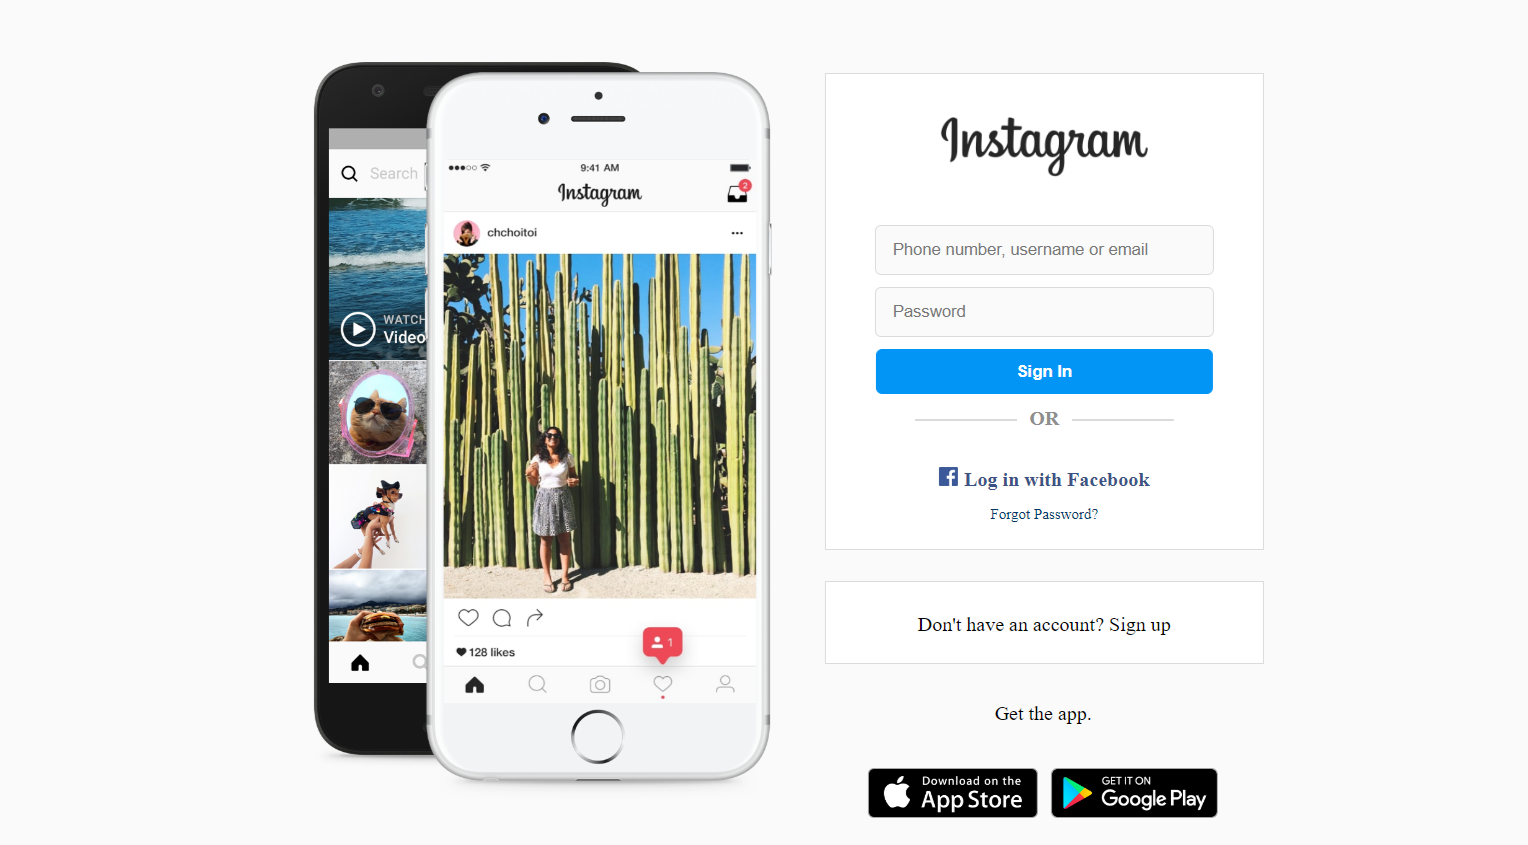 Search
WATCH
Video
9:41 AM
Instagram
2
chchoitoi
1
128 likes
Instagram
Phone number, username or email
Password
Sign In
OR
Log in with Facebook
Forgot Password?
Don't have an account? Sign up
Get the app.
Download on the
App Store
GET IT ON
Google Play